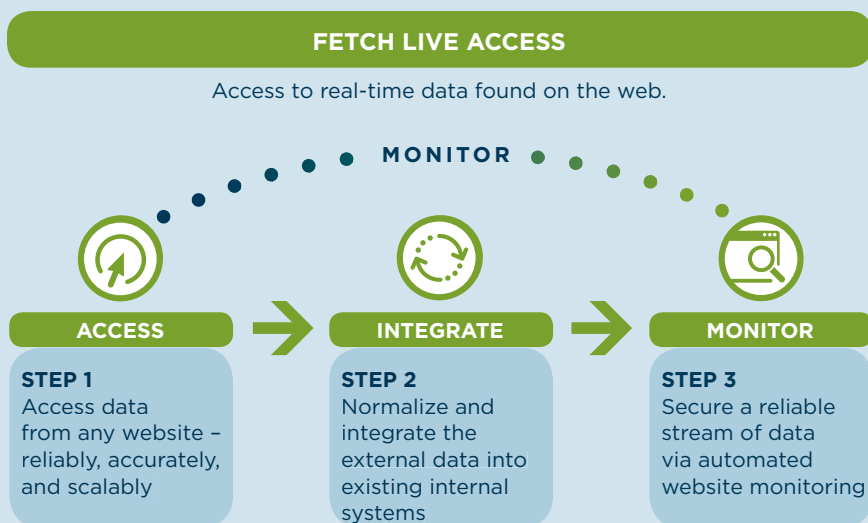 FETCH LIVE ACCESS
Access to real-time data found on the web.
MONITOR
ACCESS
STEP 1
Access data
from any website –
reliably, accurately,
and scalably
INTEGRATE
STEP 2
Normalize and
integrate the
external data into
existing internal
systems
MONITOR
STEP 3
Secure a reliable
stream of data
via automated
website monitoring